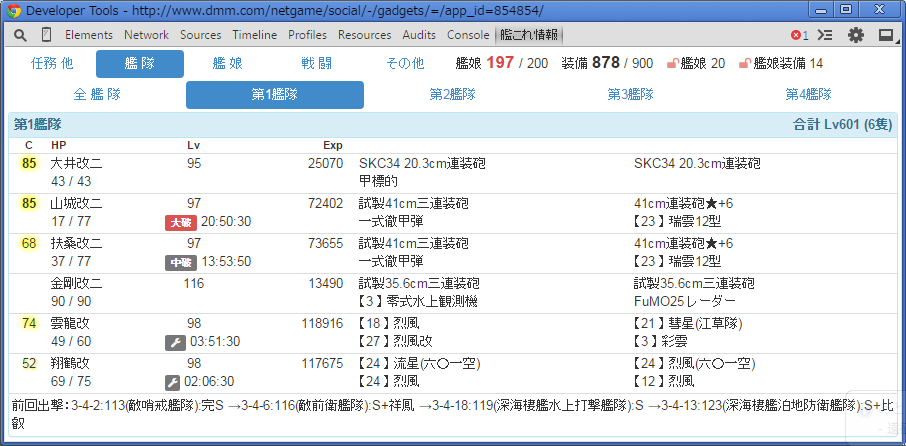 Developer Tools - http://www.dmm.com/netgame/social/-/gadgets/=/app_id=854854/
Elements Network Sources Timeline Profiles Resources Audits Console 艦これ情報 1
任務 他 艦 隊 艦 娘 戦 闘 その他 艦娘 197 / 200 装備 878 / 900 艦娘 20 艦娘装備 14
全 艦 隊 第1艦隊 第2艦隊 第3艦隊 第4艦隊
第1艦隊 合計 Lv601 (6隻)
C HP Lv Exp
85 大井改二 95 25070 SKC34 20.3cm連装砲 SKC34 20.3cm連装砲
43 / 43 甲標的
85 山城改二 97 72402 試製41cm三連装砲 41cm連装砲★+6
17 / 77 大破 20:50:30 一式徹甲弾 【23】瑞雲12型
68 扶桑改二 97 73655 試製41cm三連装砲 41cm連装砲★+6
37 / 77 中破 13:53:50 一式徹甲弾 【23】瑞雲12型
金剛改二 116 13490 試製35.6cm三連装砲 試製35.6cm三連装砲
90 / 90 【3】零式水上観測機 FuMO25レーダー
74 雲龍改 98 118916 【18】烈風 【21】彗星(江草隊)
49 / 60 03:51:30 【27】烈風改 【3】彩雲
52 翔鶴改 98 117675 【24】流星(六〇一空) 【24】烈風(六〇一空)
69 / 75 02:06:30 【24】烈風 【12】烈風
前回出撃:3-4-2:113(敵哨戒艦隊):完S →3-4-6:116(敵前衛艦隊):S+祥鳳 →3-4-18:119(深海棲艦水上打撃艦隊):S →3-4-13:123(深海棲艦泊地防衛艦隊):S+比
叡